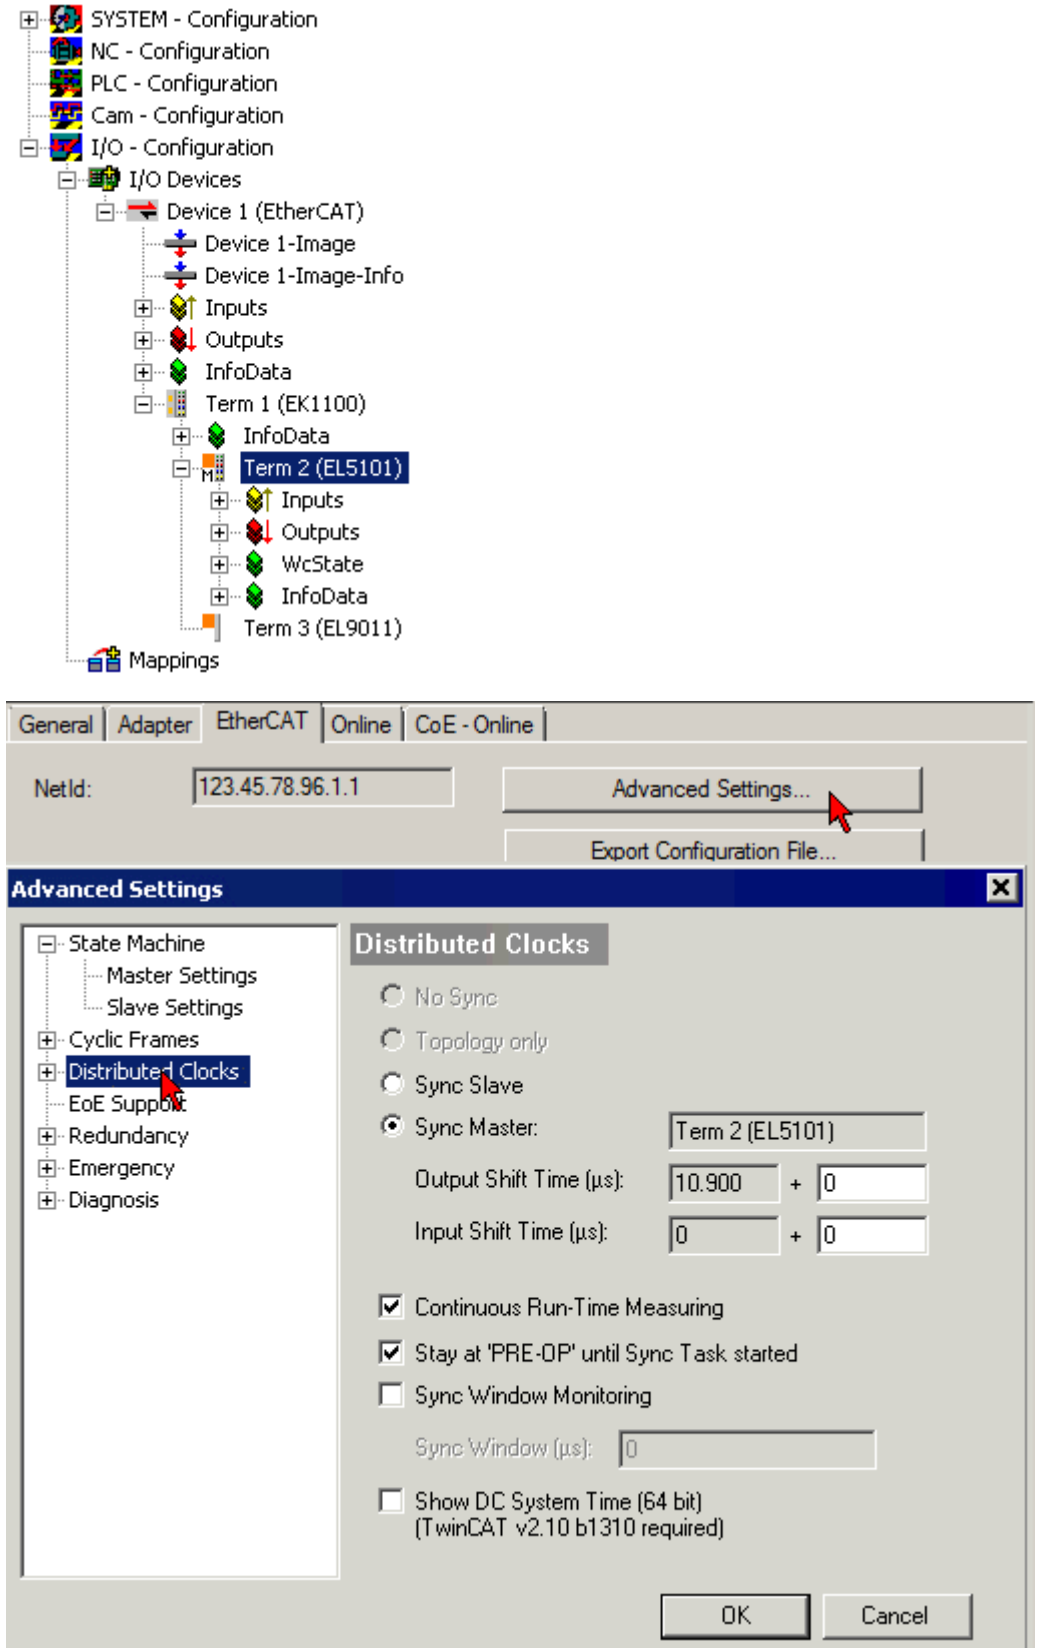 SYSTEM - Configuration
NC - Configuration
PLC - Configuration
Cam - Configuration
I/O - Configuration
I/O Devices
Device 1 (EtherCAT)
Device 1-Image
Device 1-Image-Info
Inputs
Outputs
InfoData
Term 1 (EK1100)
InfoData
M Term 2 (EL5101)
Inputs
Outputs
WcState
InfoData
Term 3 (EL9011)
Mappings
General Adapter EtherCAT Online CoE - Online
NetId: 123.45.78.96.1.1 Advanced Settings...
Export Configuration File...
Advanced Settings
State Machine
Master Settings
Slave Settings
Cyclic Frames
Distributed Clocks
EoE Support
Redundancy
Emergency
Diagnosis
Distributed Clocks
No Sync
Topology only
Sync Slave
Sync Master: Term 2 (EL5101)
Output Shift Time (µs): 10.900 + 0
Input Shift Time (µs): 0 + 0
Continuous Run-Time Measuring
Stay at 'PRE-OP' until Sync Task started
Sync Window Monitoring
Sync Window (µs): 0
Show DC System Time (64 bit)
(TwinCAT v2.10 b1310 required)
OK Cancel